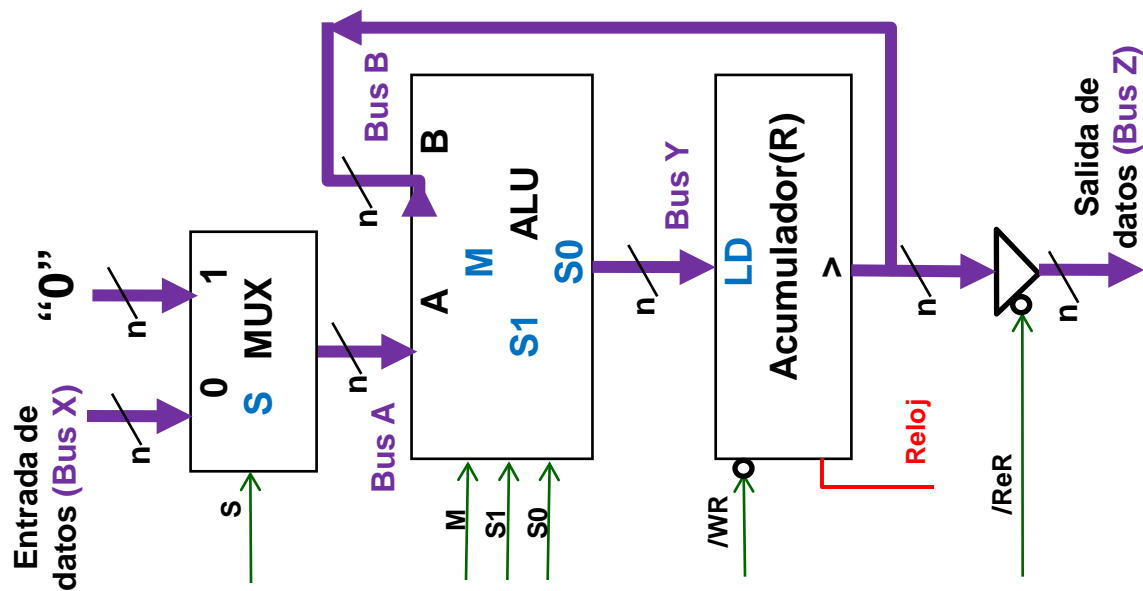 Entrada de
datos (Bus X)
"0"
n
n
0
1
S
MUX
S
n
Bus A
n
Bus B
A
B
M
S1
S0
ALU
M
S1
S0
n
Bus Y
LD
Acumulador(R)
>
/WR
Reloj
n
/ReR
n
Salida de
datos (Bus Z)